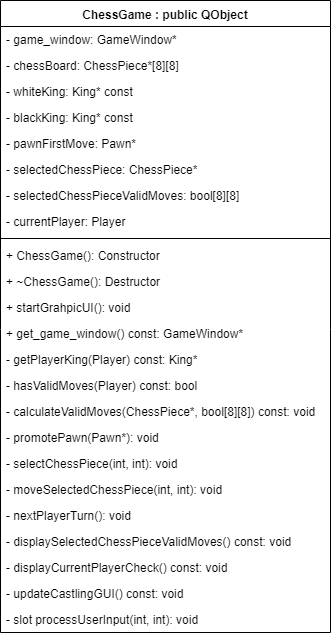 ChessGame : public QObject
- game_window: GameWindow*
- chessBoard: ChessPiece*[8][8]
- whiteKing: King* const
- blackKing: King* const
- pawnFirstMove: Pawn*
- selectedChessPiece: ChessPiece*
- selectedChessPieceValidMoves: bool[8][8]
- currentPlayer: Player
+ ChessGame(): Constructor
+ ~ChessGame(): Destructor
+ startGrahpicUI(): void
+ get_game_window() const: GameWindow*
- getPlayerKing(Player) const: King*
- hasValidMoves(Player) const: bool
- calculateValidMoves(ChessPiece*, bool[8][8]) const: void
- promotePawn(Pawn*): void
- selectChessPiece(int, int): void
- moveSelectedChessPiece(int, int): void
- nextPlayerTurn(): void
- displaySelectedChessPieceValidMoves() const: void
- displayCurrentPlayerCheck() const: void
- updateCastlingGUI() const: void
- slot processUserInput(int, int): void